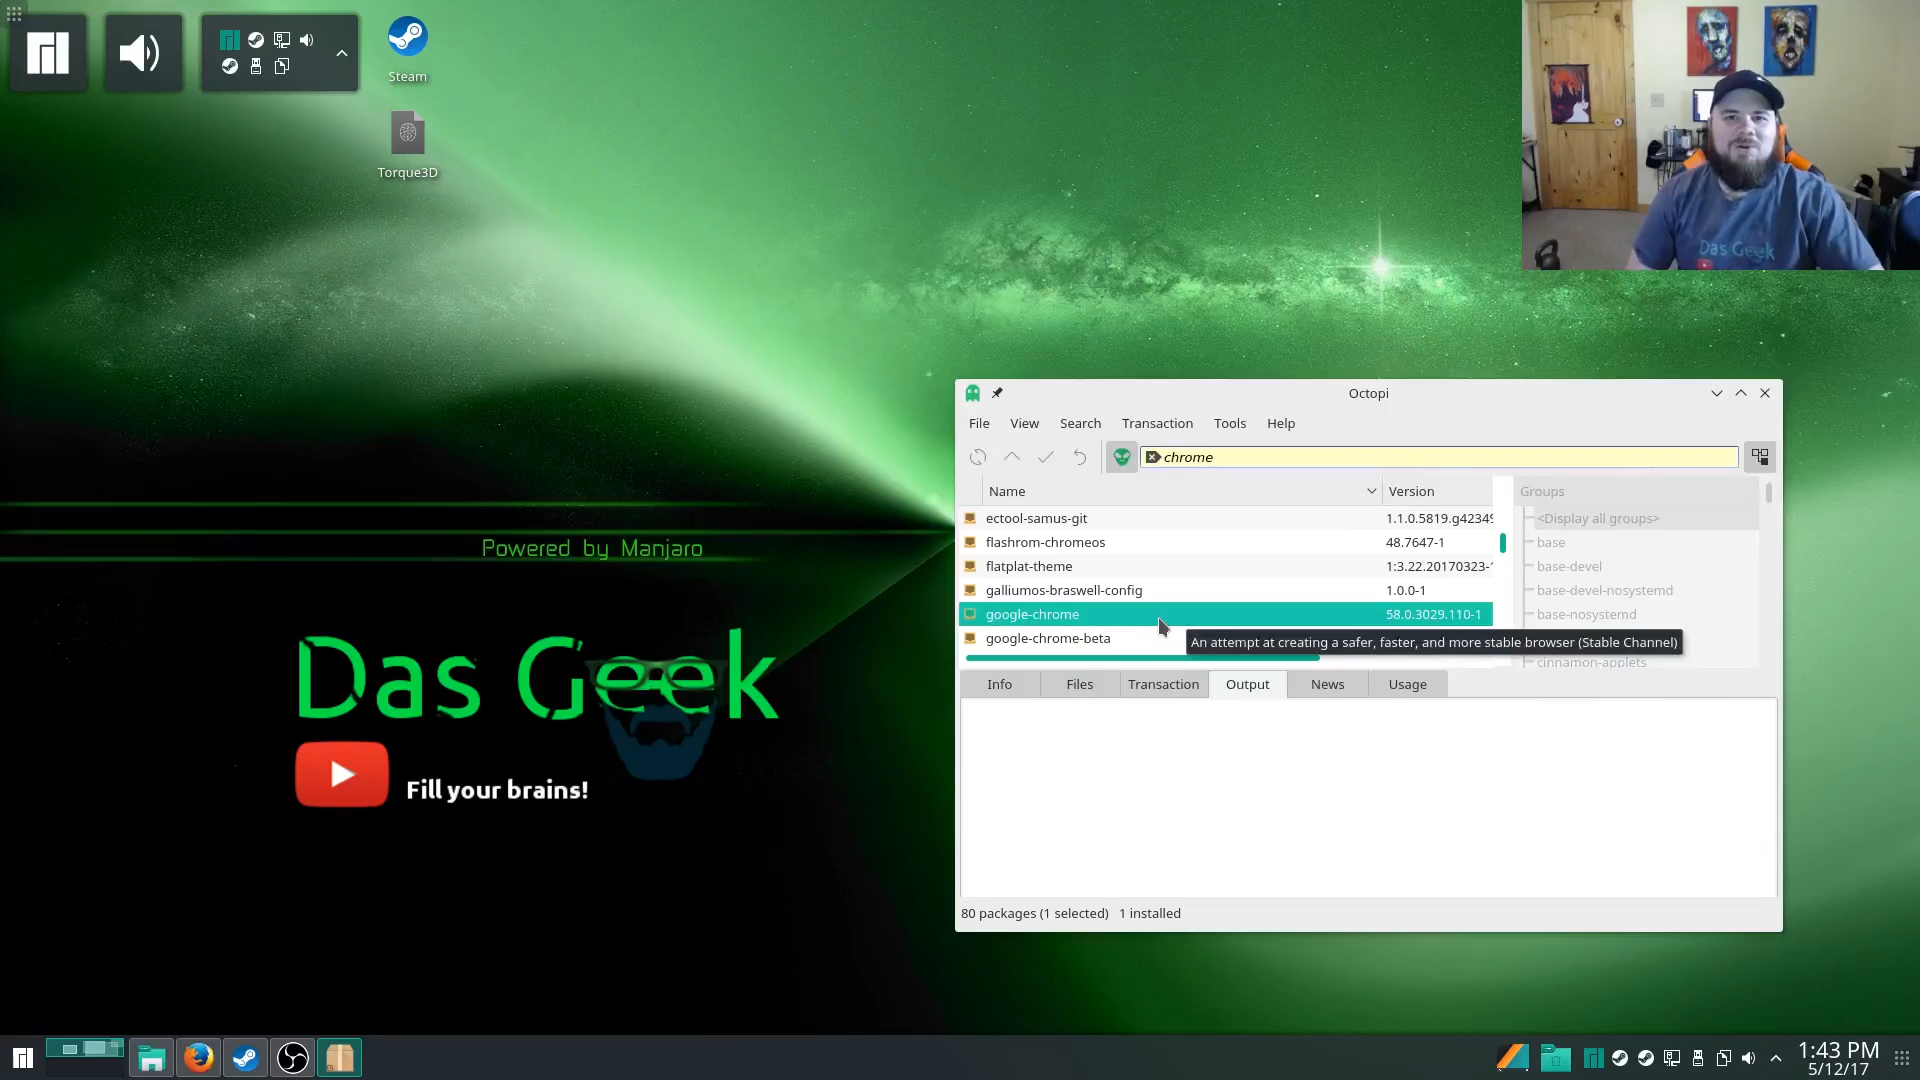 Steam
Torque3D
Das Geek
Powered by Manjaro
Das Geek
Fill your brains!
Octopi
File View Search Transaction Tools Help
chrome
Name Version Groups
ectool-samus-git 1.1.0.5819.g42349 <Display all groups>
flashrom-chromeos 48.7647-1 base
flatplat-theme 1:3.22.20170323- base-devel
galliumos-braswell-config 1.0.0-1 base-devel-nosystemd
google-chrome 58.0.3029.110-1 base-nosystemd
google-chrome-beta
An attempt at creating a safer, faster, and more stable browser (Stable Channel)
cinnamon-applets
Info Files Transaction Output News Usage
80 packages (1 selected) 1 installed
1:43 PM
5/12/17